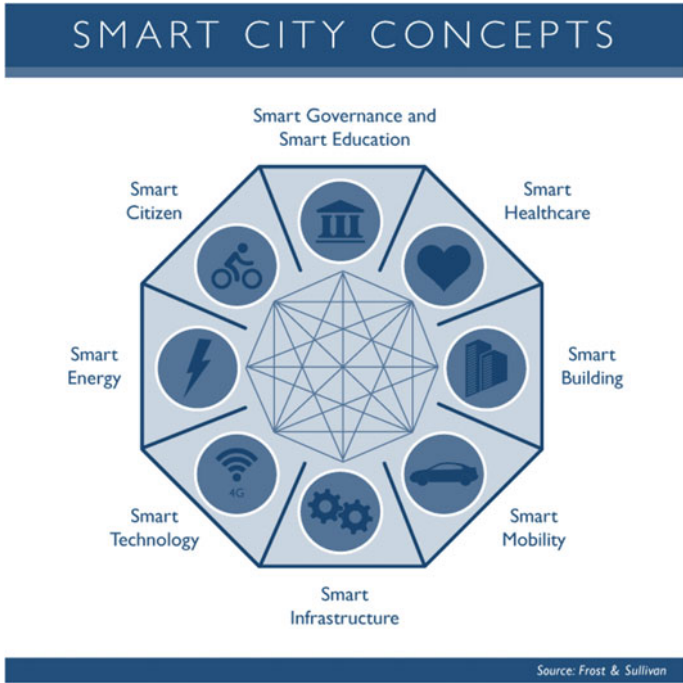 SMART CITY CONCEPTS
Smart Governance and
Smart Education
Smart
Citizen
Smart
Healthcare
Smart
Energy
Smart
Building
4G
Smart
Technology
Smart
Mobility
Smart
Infrastructure
Source: Frost & Sullivan